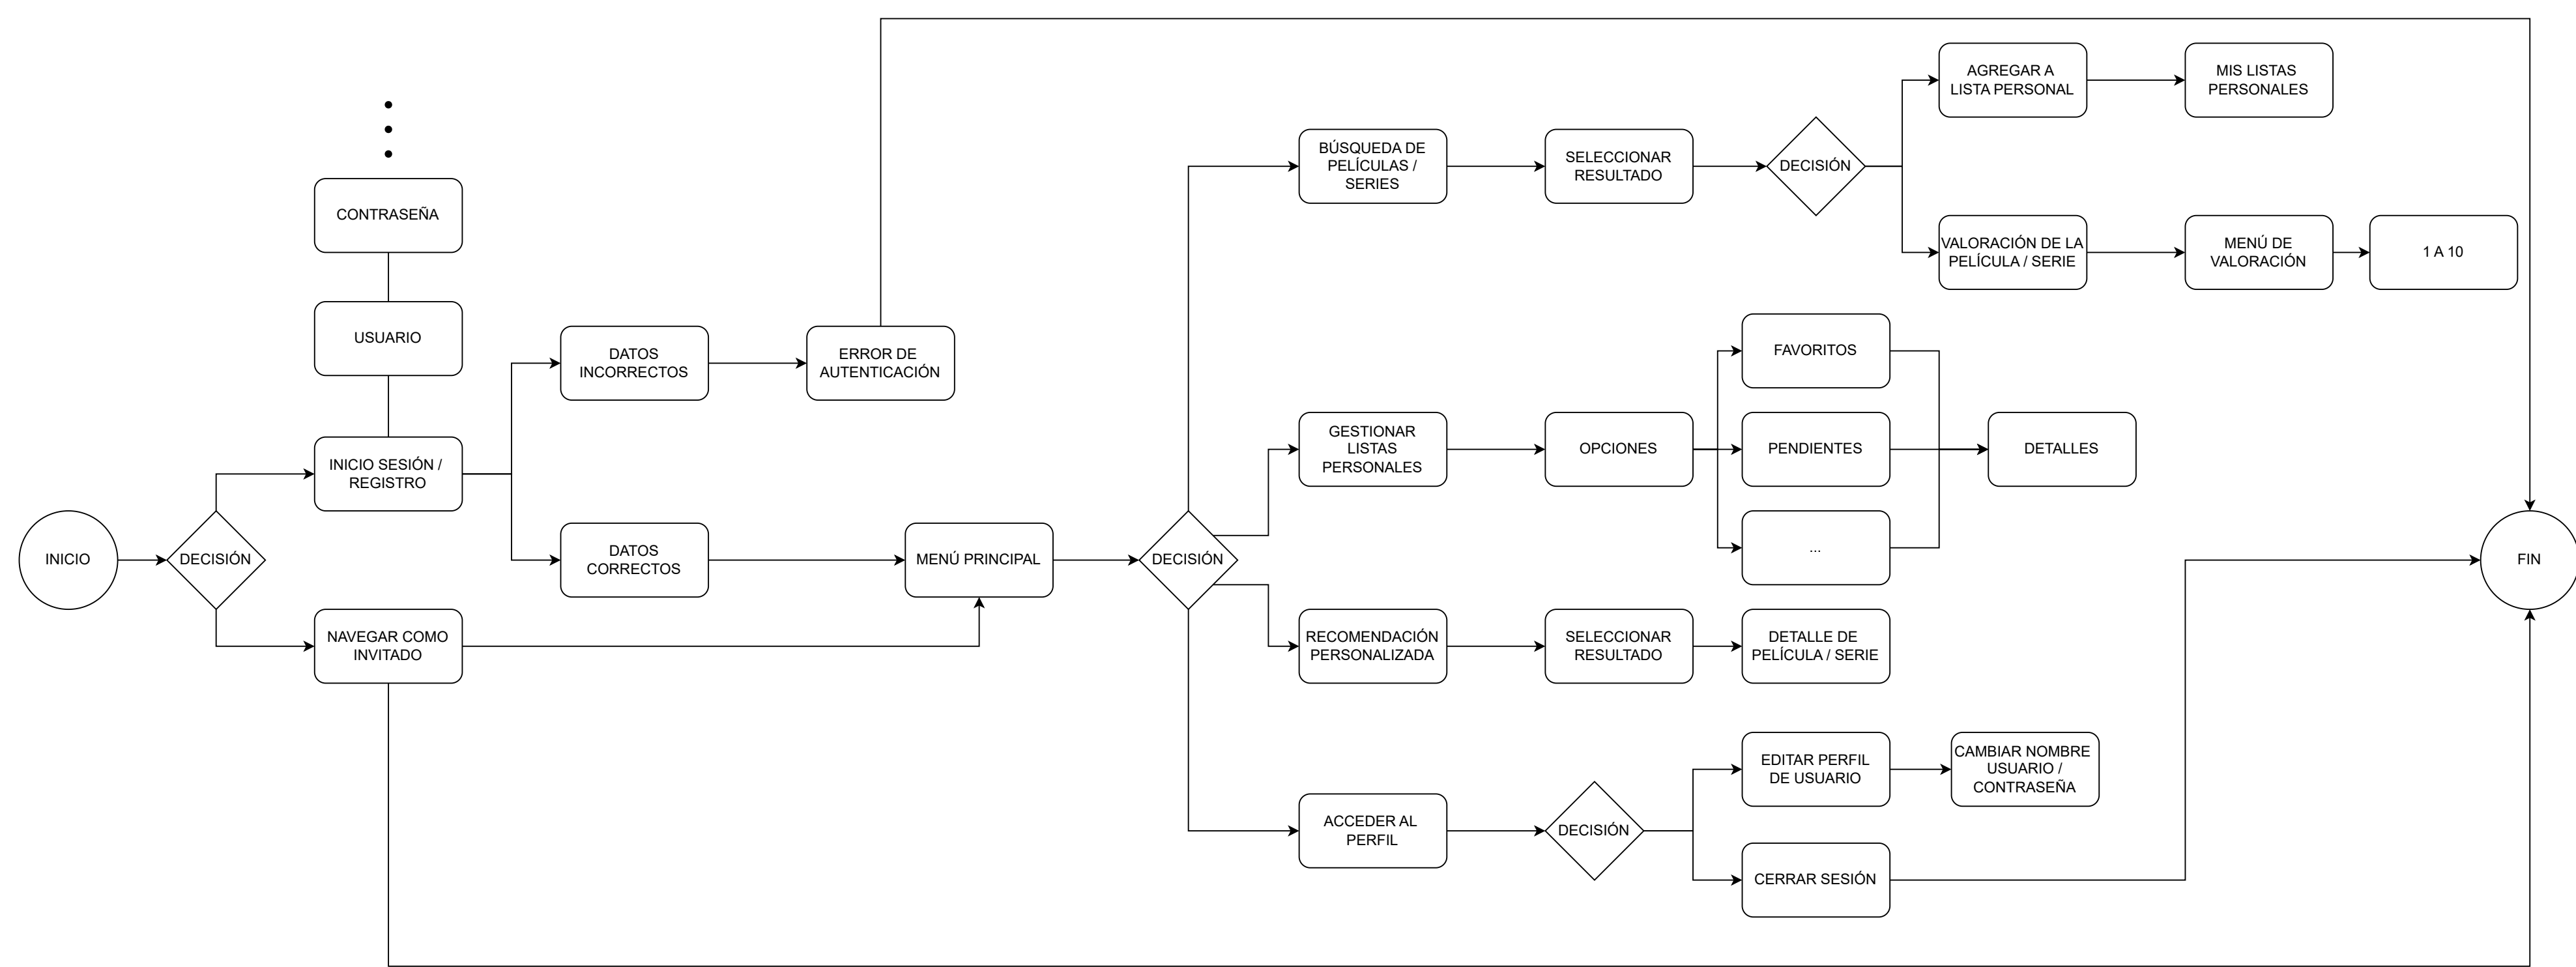 AGREGAR A
LISTA PERSONAL
MIS LISTAS
PERSONALES
BÚSQUEDA DE
PELÍCULAS /
SERIES
SELECCIONAR
RESULTADO
DECISIÓN
CONTRASEÑA
VALORACIÓN DE LA
PELÍCULA / SERIE
MENÚ DE
VALORACIÓN
1 A 10
USUARIO
DATOS
INCORRECTOS
ERROR DE
AUTENTICACIÓN
FAVORITOS
INICIO SESIÓN /
REGISTRO
GESTIONAR
LISTAS
PERSONALES
OPCIONES
PENDIENTES
DETALLES
INICIO
DECISIÓN
DATOS
CORRECTOS
MENÚ PRINCIPAL
DECISIÓN
...
FIN
NAVEGAR COMO
INVITADO
RECOMENDACIÓN
PERSONALIZADA
SELECCIONAR
RESULTADO
DETALLE DE
PELÍCULA / SERIE
EDITAR PERFIL
DE USUARIO
CAMBIAR NOMBRE
USUARIO /
CONTRASEÑA
ACCEDER AL
PERFIL
DECISIÓN
CERRAR SESIÓN